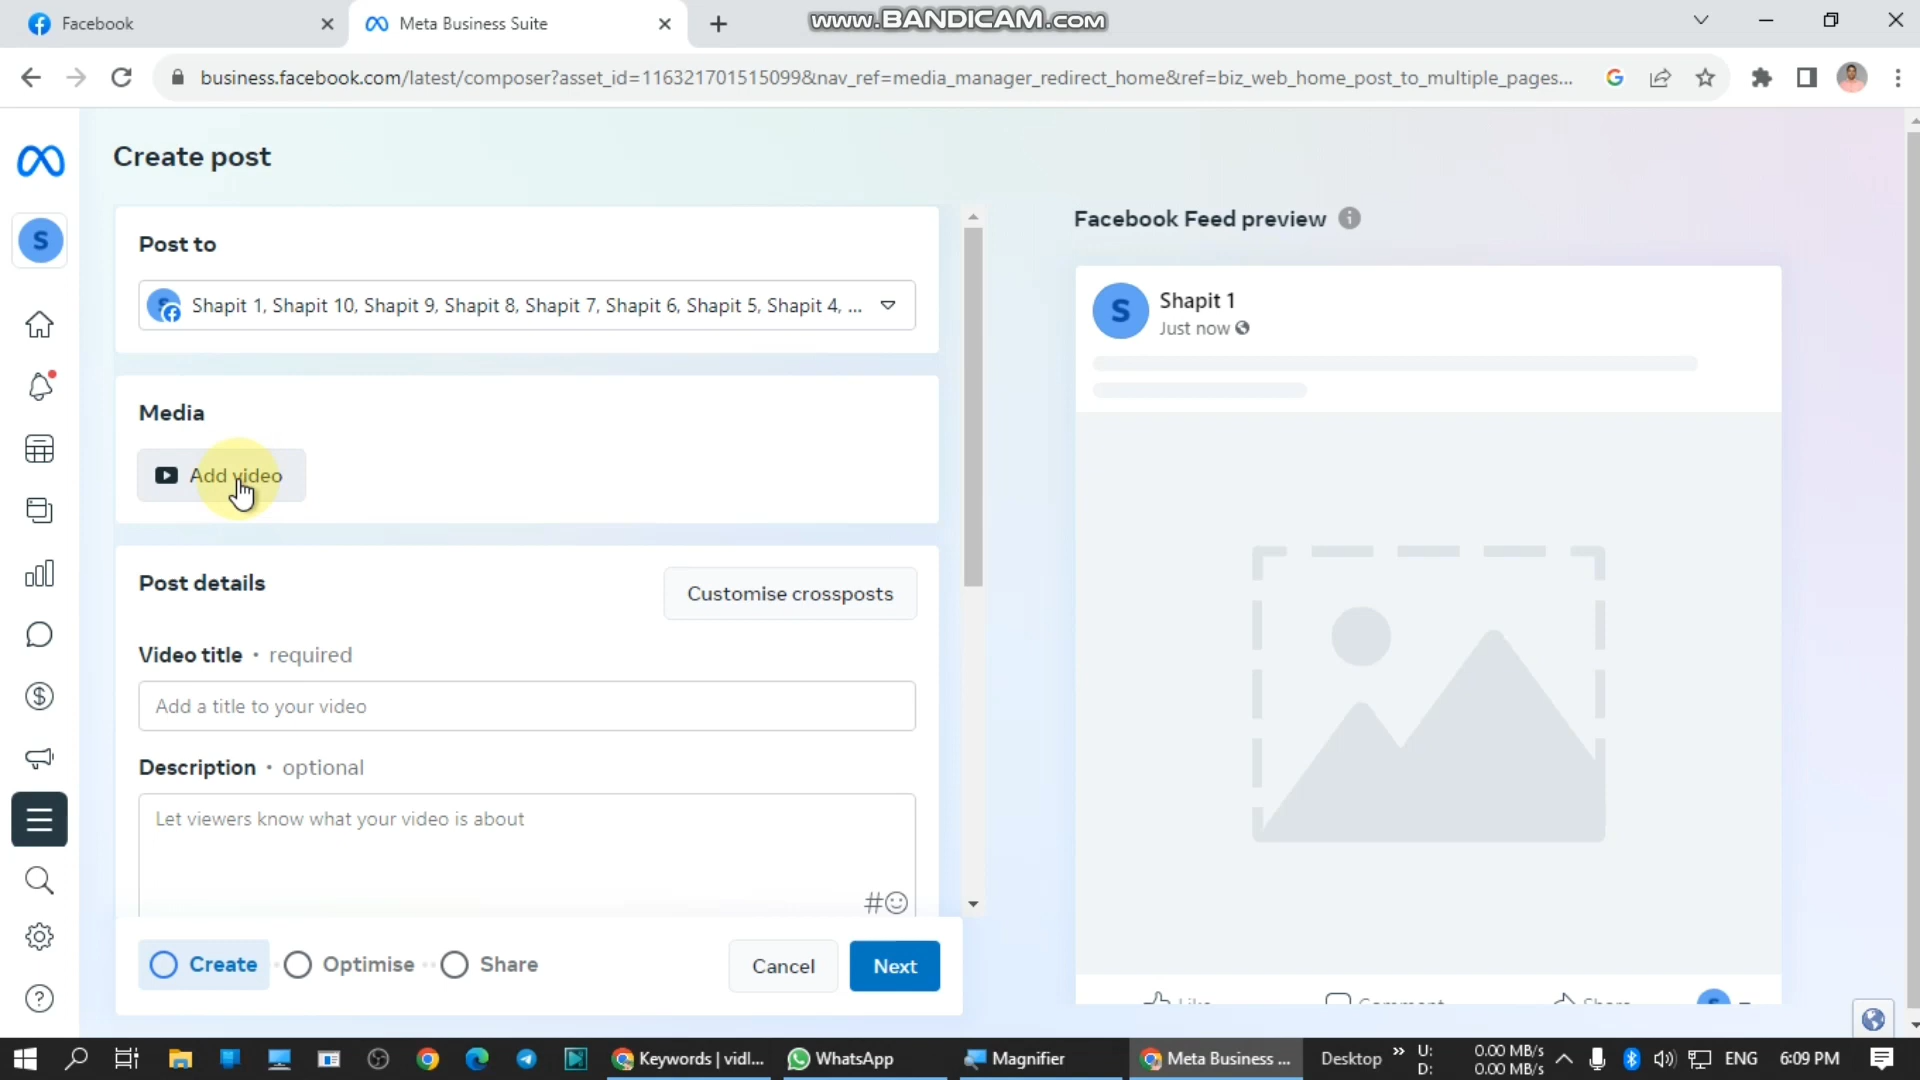 Facebook
Meta Business Suite
www.BANDICAM.com
business.facebook.com/latest/composer?asset_id=116321701515099&nav_ref=media_manager_redirect_home&ref=biz_web_home_post_to_multiple_pages...
Create post
S
Post to
Shapit 1, Shapit 10, Shapit 9, Shapit 8, Shapit 7, Shapit 6, Shapit 5, Shapit 4, ...
Media
Add video
Post details
Customise crossposts
Video title · required
Add a title to your video
Description · optional
Let viewers know what your video is about
#
Create
Optimise
Share
Cancel
Next
Facebook Feed preview
S
Shapit 1
Just now
Like
Comment
Share
Keywords | vidI...
WhatsApp
Magnifier
Meta Business ...
Desktop
U: 0.00 MB/s
D: 0.00 MB/s
ENG
6:09 PM